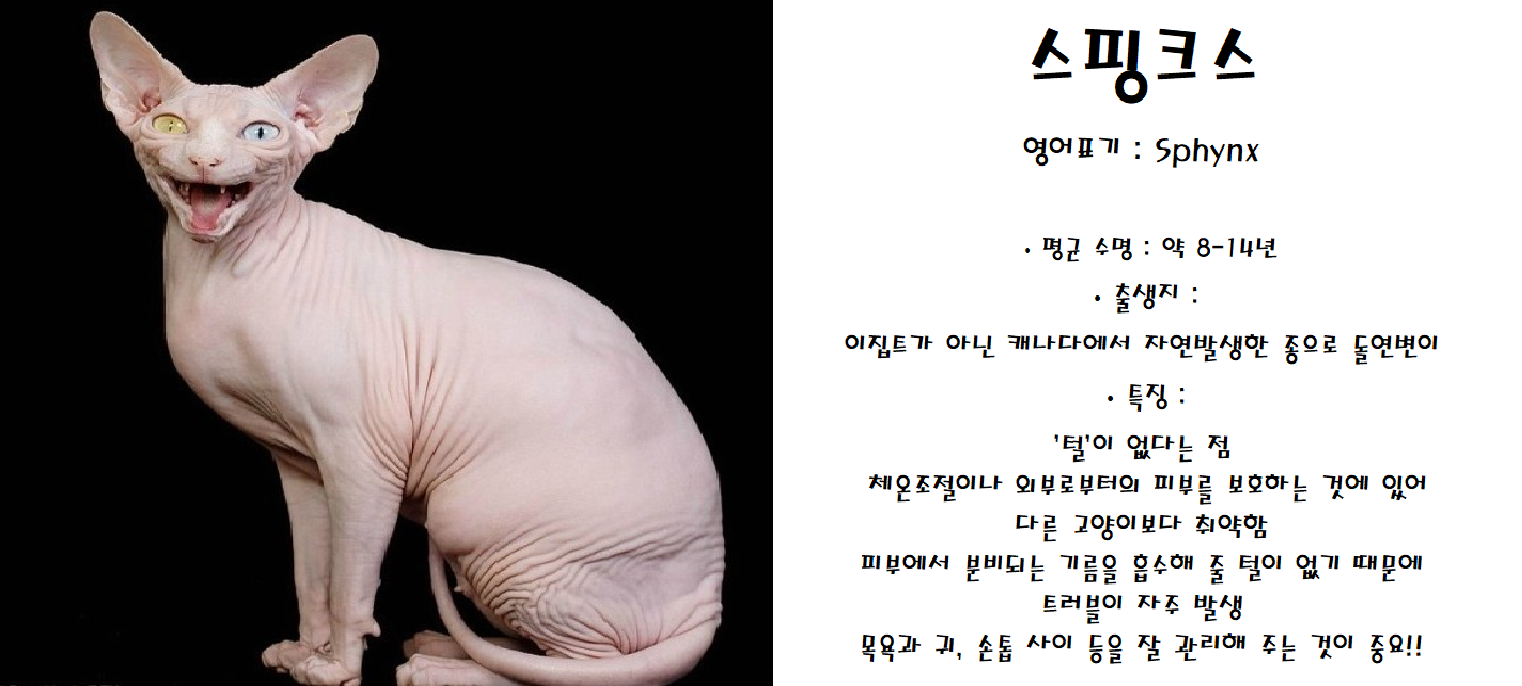 스핑크스
영어표기 : Sphynx
• 평균 수명 : 약 8-14년
• 출생지 :
이집트가 아닌 캐나다에서 자연발생한 종으로 돌연변이
• 특징 :
'털'이 없다는 점
체온조절이나 외부로부터의 피부를 보호하는 것에 있어
다른 고양이보다 취약함
피부에서 분비되는 기름을 흡수해 줄 털이 없기 때문에
트러블이 자주 발생
목욕과 귀, 손톱 사이 등을 잘 관리해 주는 것이 중요!!